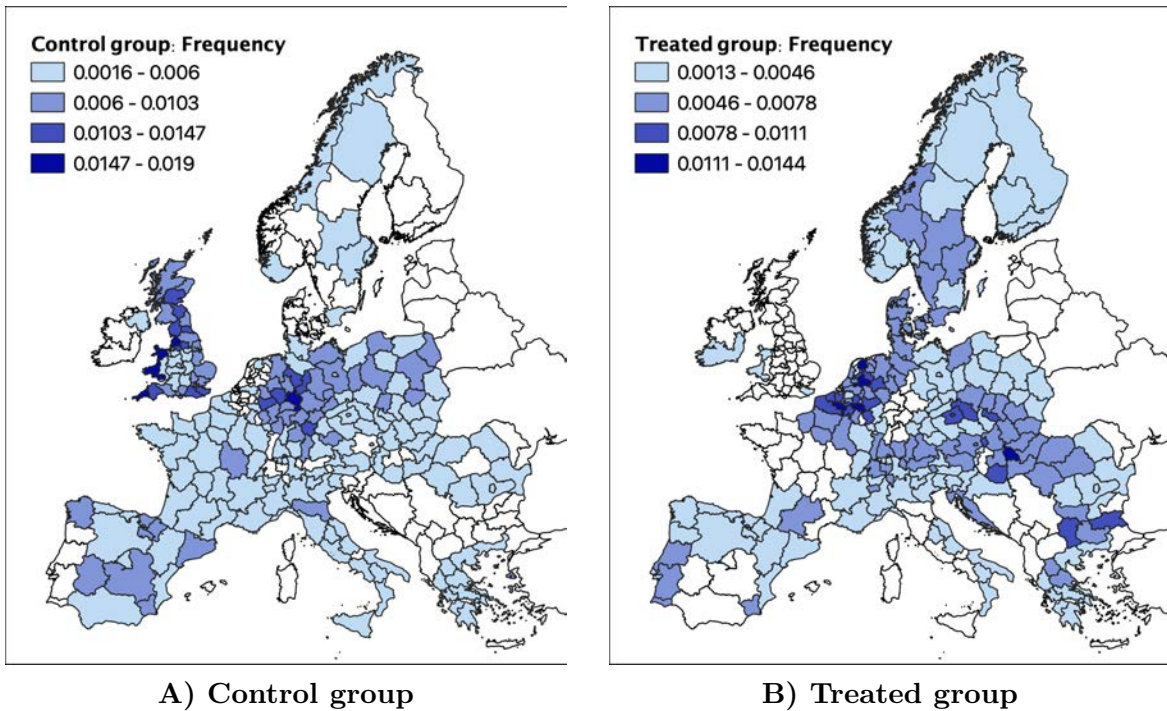 Control group: Frequency
0.0016 - 0.006
0.006 - 0.0103
0.0103 - 0.0147
0.0147 - 0.019
Treated group: Frequency
0.0013 - 0.0046
0.0046 - 0.0078
0.0078 - 0.0111
0.0111 - 0.0144
A) Control group
B) Treated group